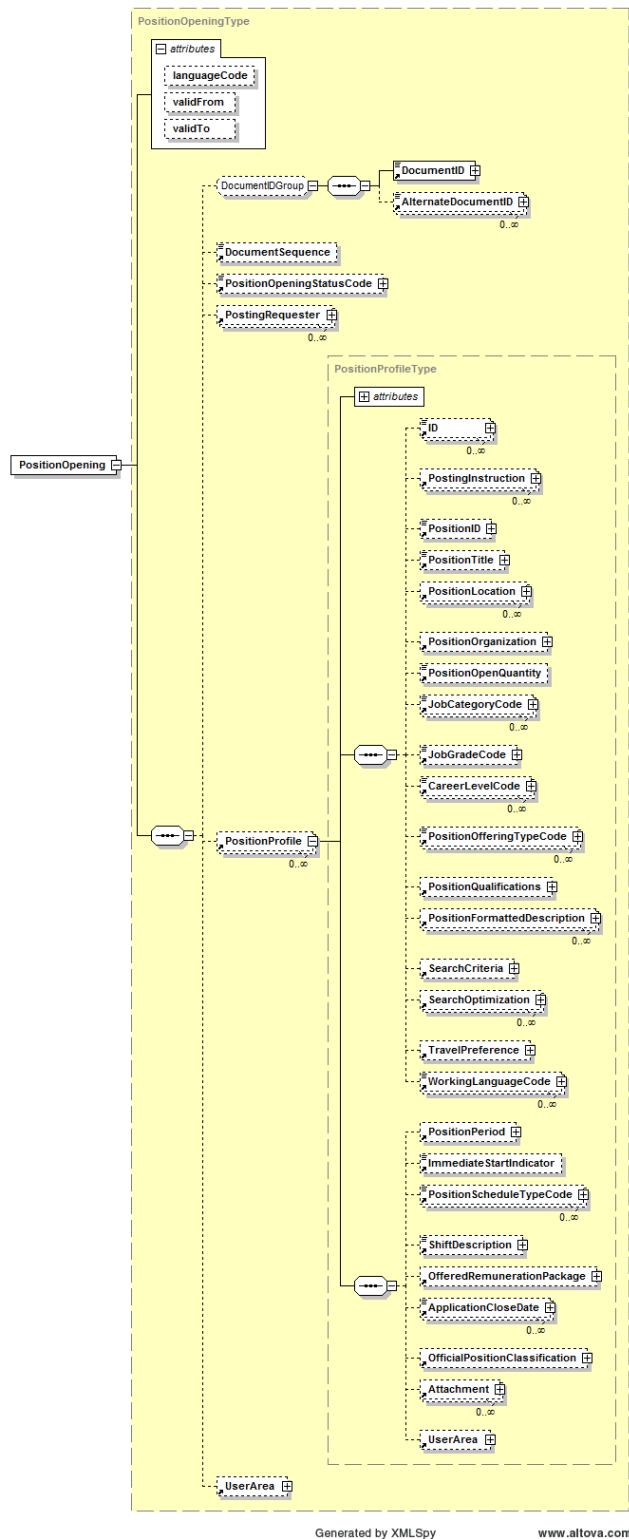 PositionOpeningType
attributes
languageCode
validFrom
validTo
DocumentIDGroup
DocumentID
AlternateDocumentID
0..∞
DocumentSequence
PositionOpeningStatusCode
PostingRequester
0..∞
PositionProfileType
attributes
ID
0..∞
PositionOpening
PostingInstruction
0..∞
PositionID
PositionTitle
PositionLocation
0..∞
PositionOrganization
PositionOpenQuantity
JobCategoryCode
0..∞
JobGradeCode
CareerLevelCode
0..∞
PositionProfile
0..∞
PositionOfferingTypeCode
0..∞
PositionQualifications
PositionFormattedDescription
0..∞
SearchCriteria
SearchOptimization
0..∞
TravelPreference
WorkingLanguageCode
0..∞
PositionPeriod
ImmediateStartIndicator
PositionScheduleTypeCode
0..∞
ShiftDescription
OfferedRemunerationPackage
ApplicationCloseDate
0..∞
OfficialPositionClassification
Attachment
0..∞
UserArea
UserArea
Generated by XMLSpy www.altova.com